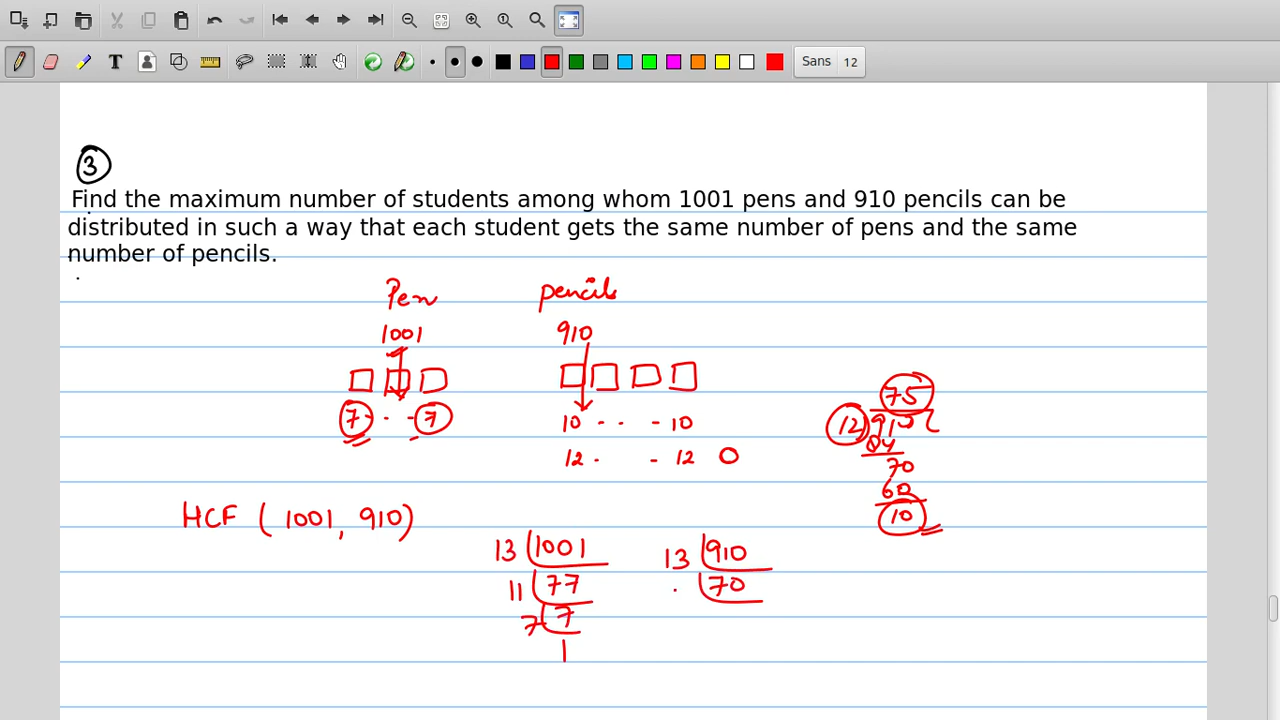 Sans 12
3
Find the maximum number of students among whom 1001 pens and 910 pencils can be
distributed in such a way that each student gets the same number of pens and the same
number of pencils.
Pen pencils
1001 910
7 - · - 7 10 - - - 10
12 - - 12 0
75
12 910
84
70
60
10
HCF (1001, 910)
13 1001 13 910
11 77 70
7 7
1